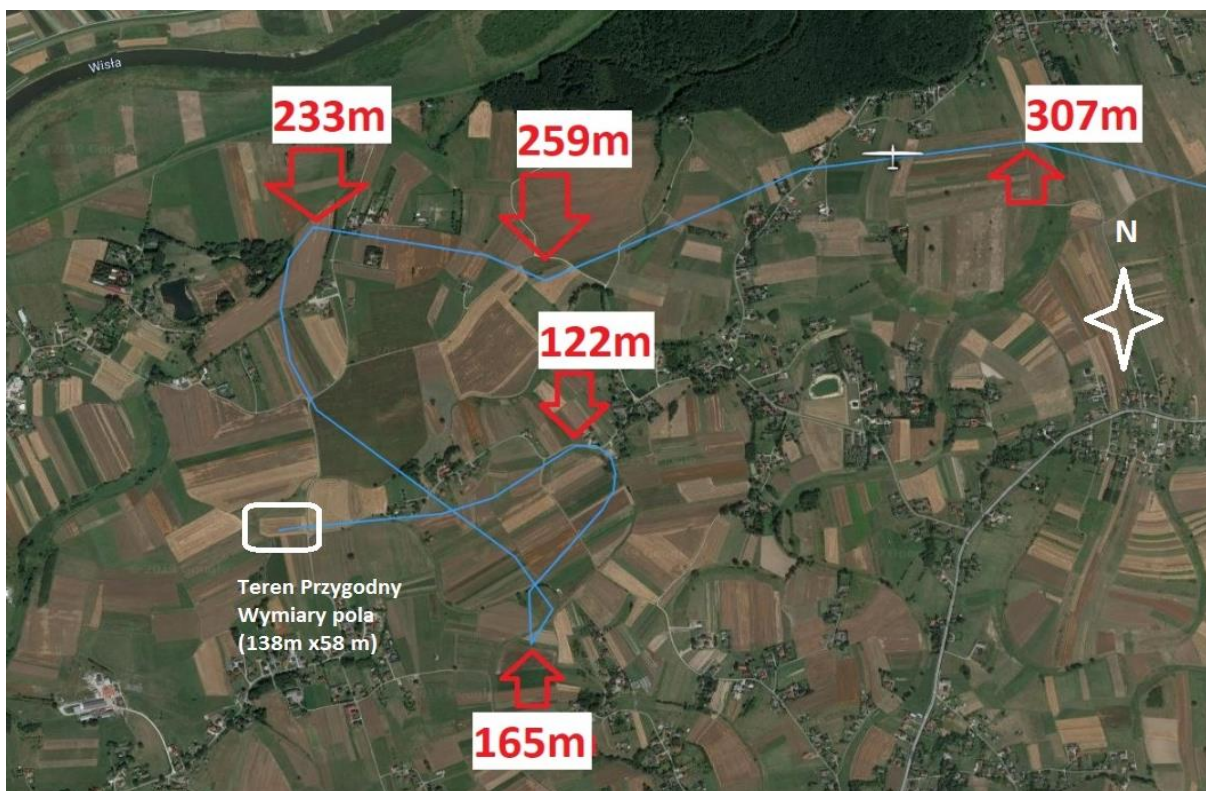 Wisła
233m
259m
307m
N
122m
Teren Przygodny
Wymiary pola
(138m x58 m)
165m